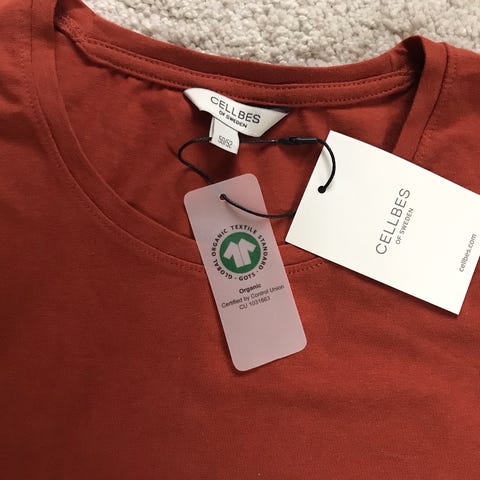 CELLBES
OF SWEDEN
50/52
CELLBES
OF SWEDEN
cellbes.com
GLOBAL ORGANIC TEXTILE STANDARD
· GOTS ·
Organic
Certified by Control Union
CU 1031663